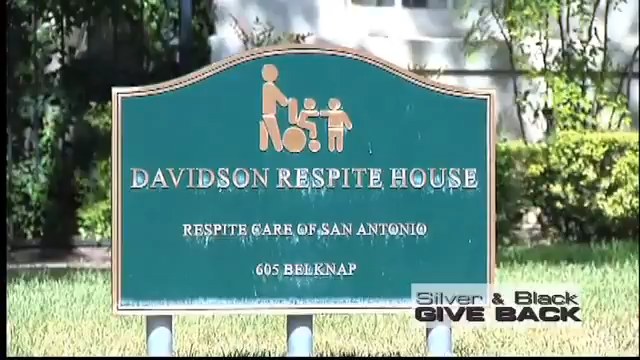 DAVIDSON RESPITE HOUSE
RESPITE CARE OF SAN ANTONIO
605 BELKNAP
Silver & Black
GIVE BACK